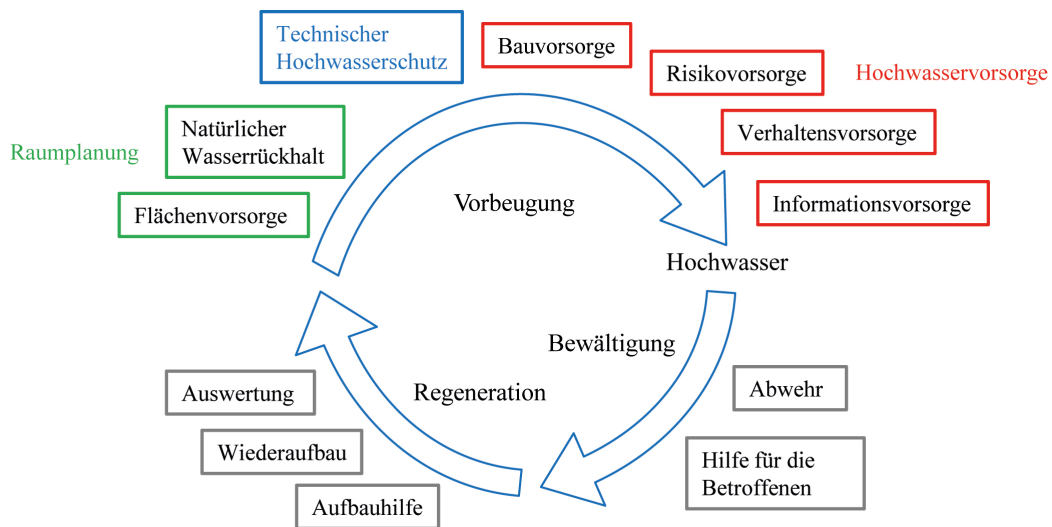 Technischer
Hochwasserschutz
Bauvorsorge
Risikovorsorge
Hochwasservorsorge
Natürlicher
Wasserrückhalt
Verhaltensvorsorge
Raumplanung
Flächenvorsorge
Vorbeugung
Informationsvorsorge
Hochwasser
Bewältigung
Auswertung
Regeneration
Abwehr
Wiederaufbau
Hilfe für die
Betroffenen
Aufbauhilfe